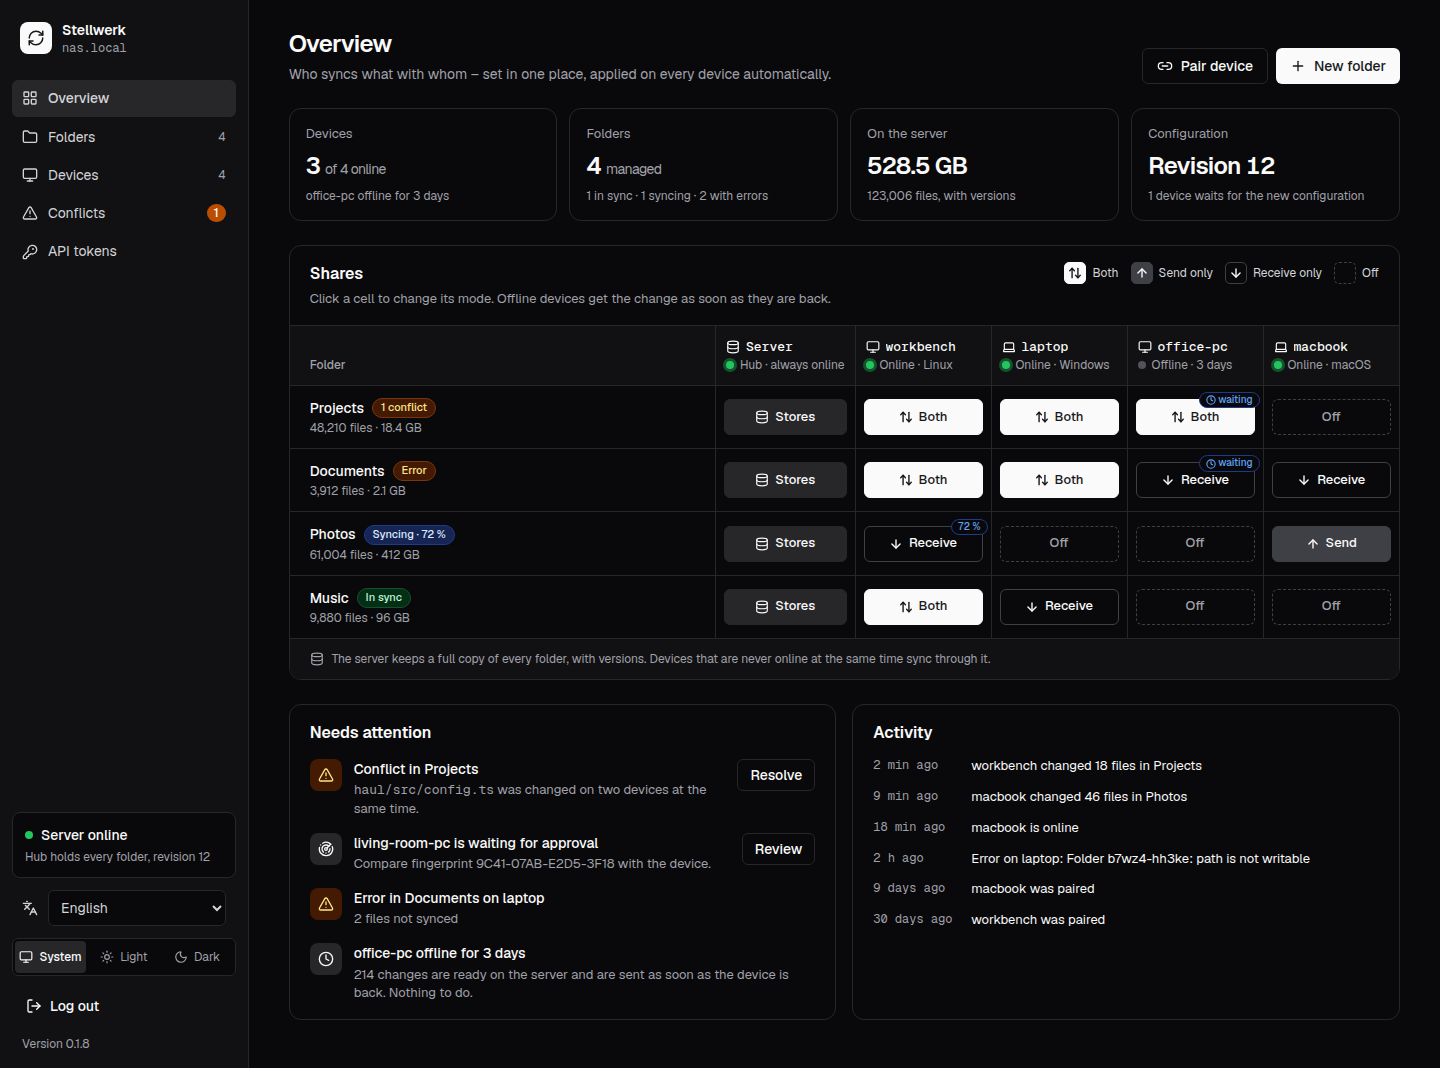 Stellwerk
nas.local
Overview
Folders 4
Devices 4
Conflicts 1
API tokens
Server online
Hub holds every folder, revision 12
English
System Light Dark
Log out
Version 0.1.8
Overview
Who syncs what with whom – set in one place, applied on every device automatically.
Pair device
New folder
Devices
3 of 4 online
office-pc offline for 3 days
Folders
4 managed
1 in sync · 1 syncing · 2 with errors
On the server
528.5 GB
123,006 files, with versions
Configuration
Revision 12
1 device waits for the new configuration
Shares
Click a cell to change its mode. Offline devices get the change as soon as they are back.
Both Send only Receive only Off
Folder
Server
Hub · always online
workbench
Online · Linux
laptop
Online · Windows
office-pc
Offline · 3 days
macbook
Online · macOS
Projects 1 conflict
48,210 files · 18.4 GB
Stores
Both
Both
waiting
Both
Off
Documents Error
3,912 files · 2.1 GB
Stores
Both
Both
waiting
Receive
Receive
Photos Syncing · 72 %
61,004 files · 412 GB
Stores
72 %
Receive
Off
Off
Send
Music In sync
9,880 files · 96 GB
Stores
Both
Receive
Off
Off
The server keeps a full copy of every folder, with versions. Devices that are never online at the same time sync through it.
Needs attention
Conflict in Projects
haul/src/config.ts was changed on two devices at the
same time.
Resolve
living-room-pc is waiting for approval
Compare fingerprint 9C41-07AB-E2D5-3F18 with the device.
Review
Error in Documents on laptop
2 files not synced
office-pc offline for 3 days
214 changes are ready on the server and are sent as soon as the device is
back. Nothing to do.
Activity
2 min ago workbench changed 18 files in Projects
9 min ago macbook changed 46 files in Photos
18 min ago macbook is online
2 h ago Error on laptop: Folder b7wz4-hh3ke: path is not writable
9 days ago macbook was paired
30 days ago workbench was paired